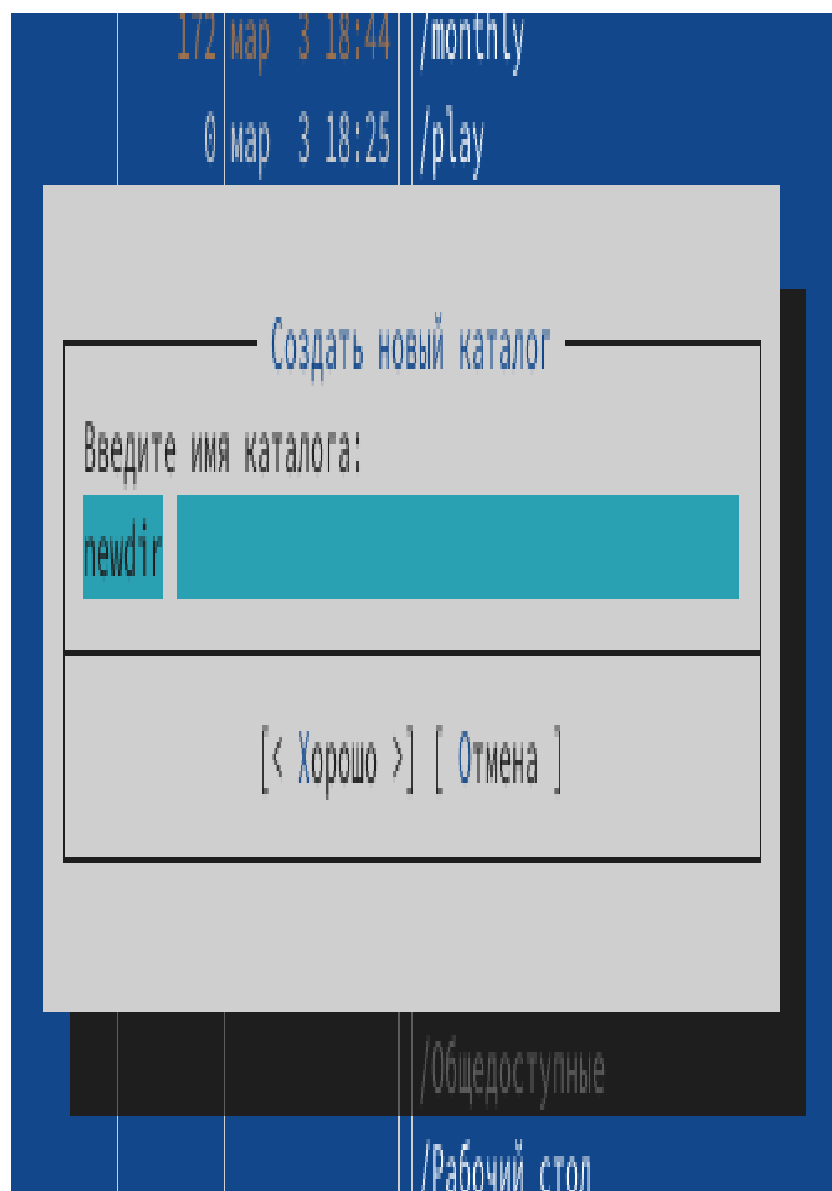 172 мар 3 18:44 /monthly
0 мар 3 18:25 /play
Создать новый каталог
Введите имя каталога:
newdir
[< Хорошо >] [ Отмена ]
/Общедоступные
/Рабочий стол